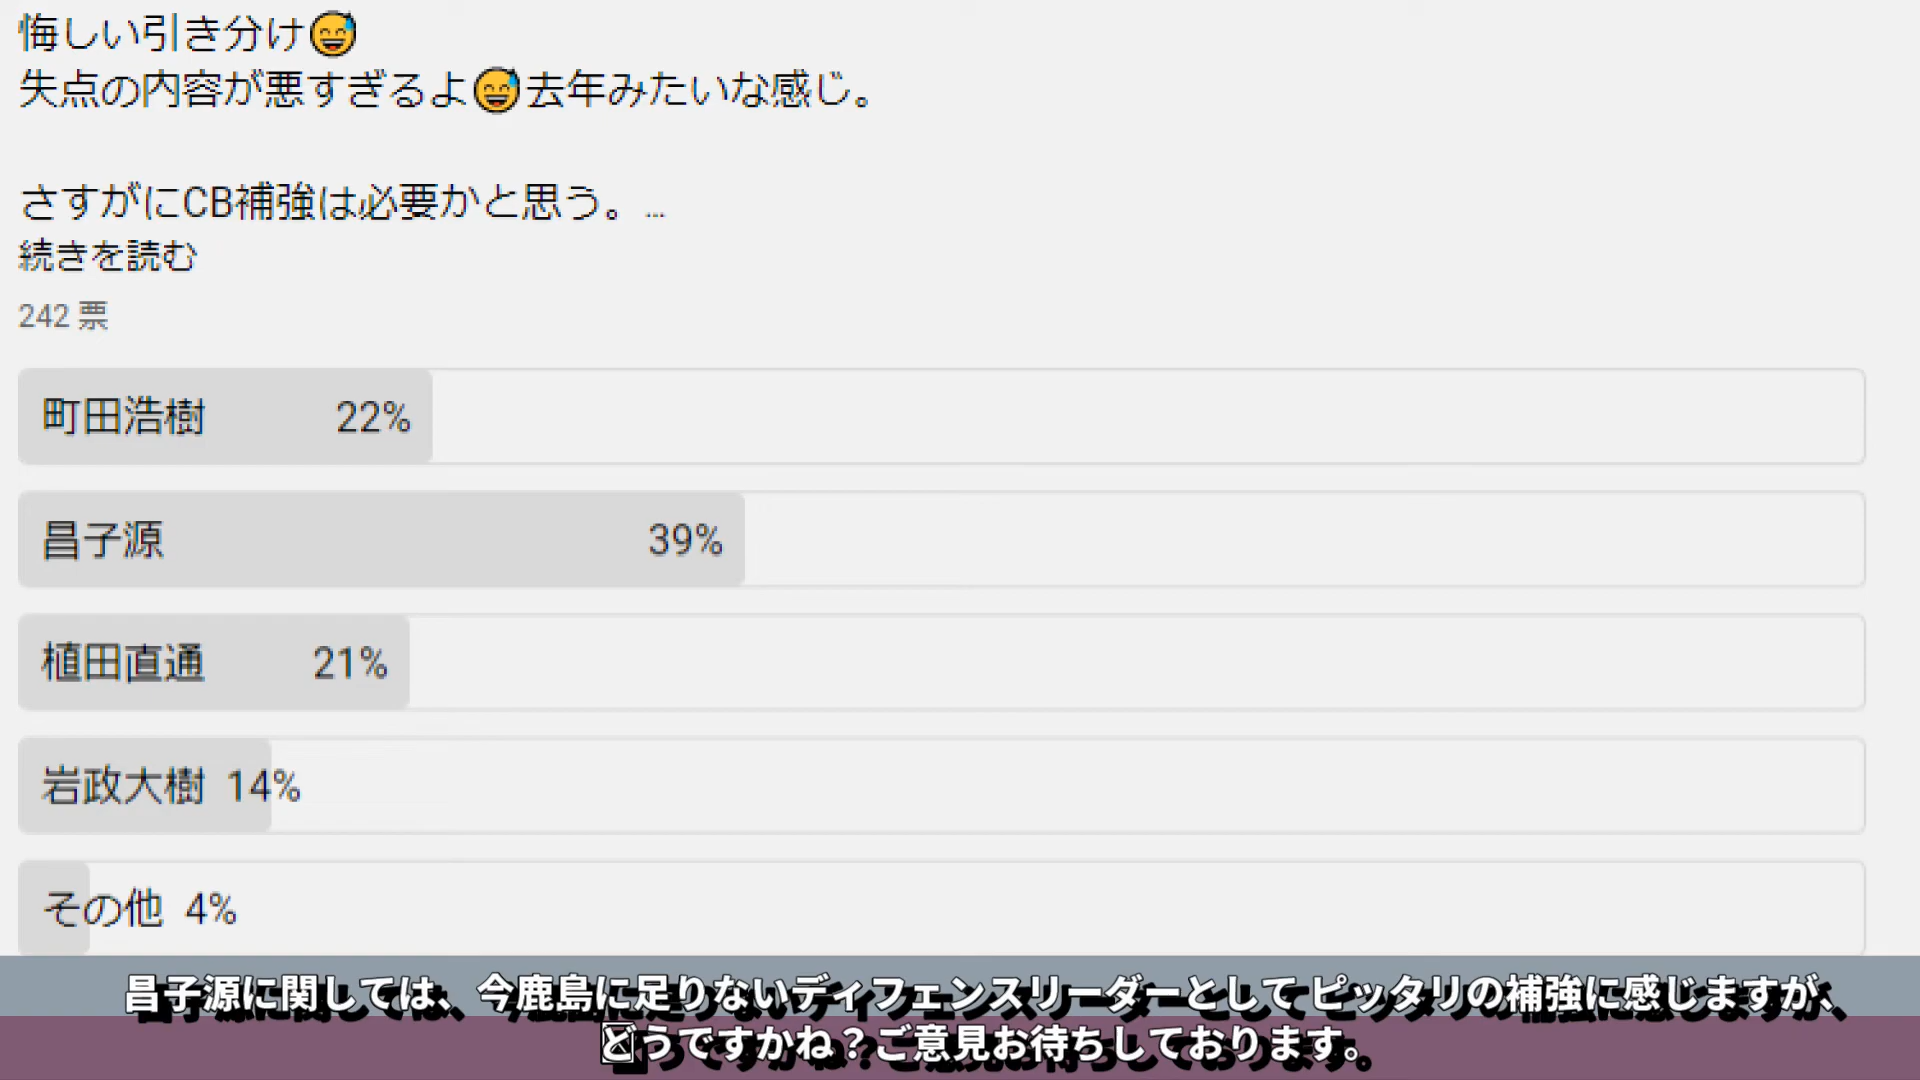 悔しい引き分け😅
失点の内容が悪すぎるよ😅去年みたいな感じ。
さすがにCB補強は必要かと思う。...
続きを読む
242 票
町田浩樹 22%
昌子源 39%
植田直通 21%
岩政大樹 14%
その他 4%
昌子源に関しては、今鹿島に足りないディフェンスリーダーとしてピッタリの補強に感じますが、
どうですかね？ご意見お待ちしております。